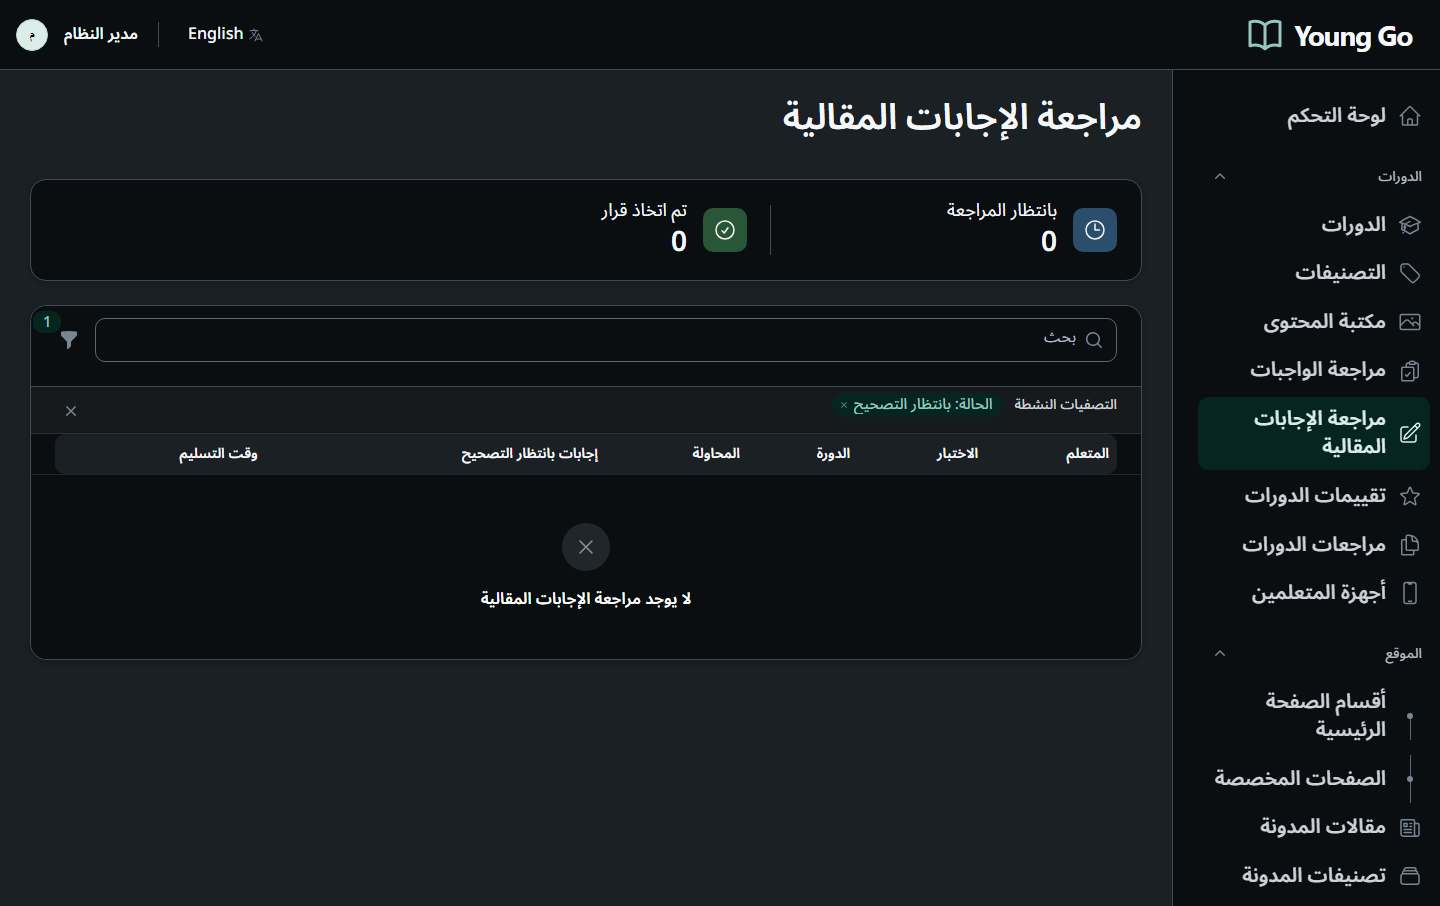 Young Go
English
مدير النظام
م
لوحة التحكم
الدورات
الدورات
التصنيفات
مكتبة المحتوى
مراجعة الواجبات
مراجعة الإجابات
المقالية
تقييمات الدورات
مراجعات الدورات
أجهزة المتعلمين
الموقع
أقسام الصفحة
الرئيسية
الصفحات المخصصة
مقالات المدونة
تصنيفات المدونة
مراجعة الإجابات المقالية
بانتظار المراجعة
0
تم اتخاذ قرار
0
بحث
1
التصفيات النشطة الحالة: بانتظار التصحيح
المتعلم الاختبار الدورة المحاولة إجابات بانتظار التصحيح وقت التسليم
لا يوجد مراجعة الإجابات المقالية